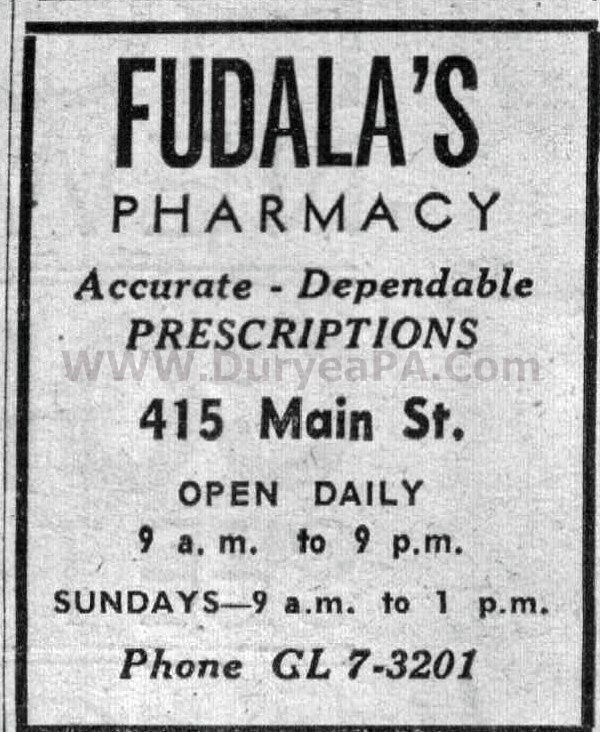 FUDALA'S
PHARMACY
Accurate - Dependable
PRESCRIPTIONS
WWW.DuryeaPA.Com
415 Main St.
OPEN DAILY
9 a. m. to 9 p.m.
SUNDAYS—9 a.m. to 1 p.m.
Phone GL 7-3201